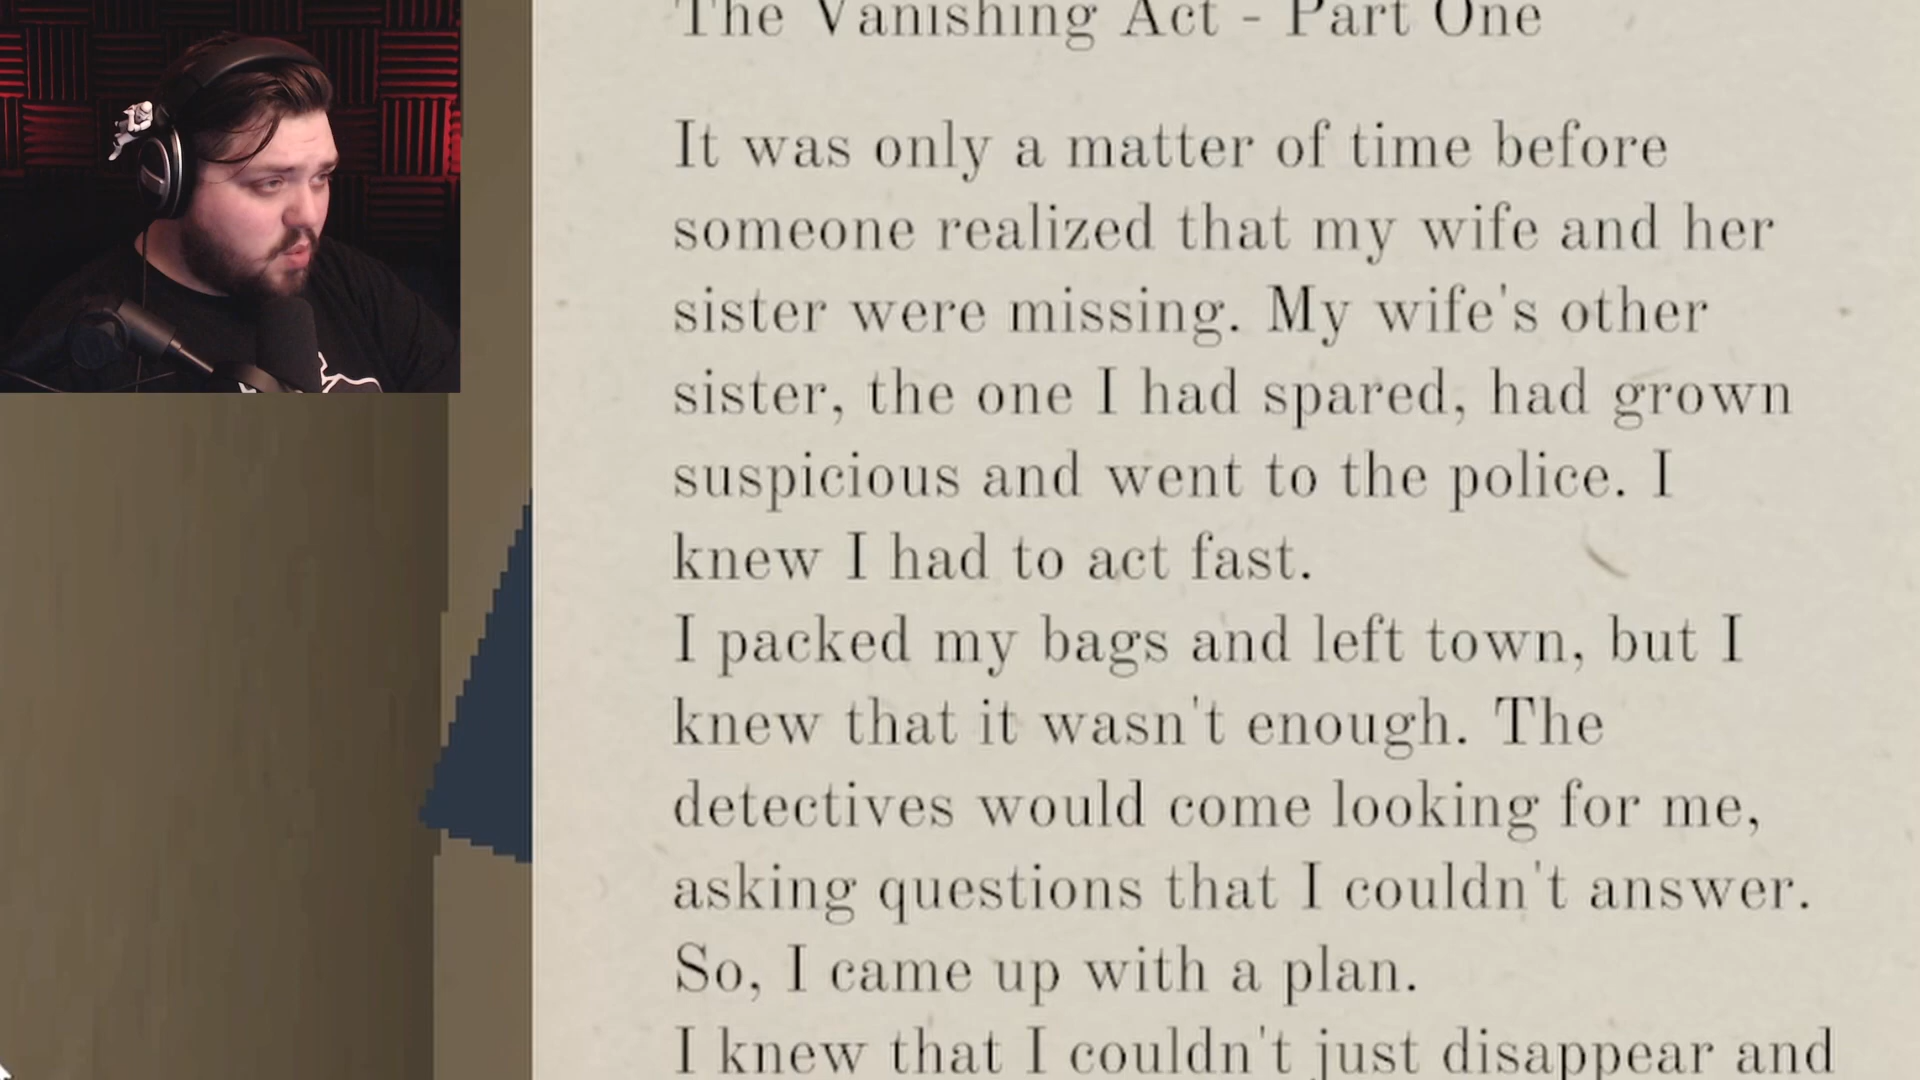 The Vanishing Act - Part One
It was only a matter of time before
someone realized that my wife and her
sister were missing. My wife's other
sister, the one I had spared, had grown
suspicious and went to the police. I
knew I had to act fast.
I packed my bags and left town, but I
knew that it wasn't enough. The
detectives would come looking for me,
asking questions that I couldn't answer.
So, I came up with a plan.
I knew that I couldn't just disappear and